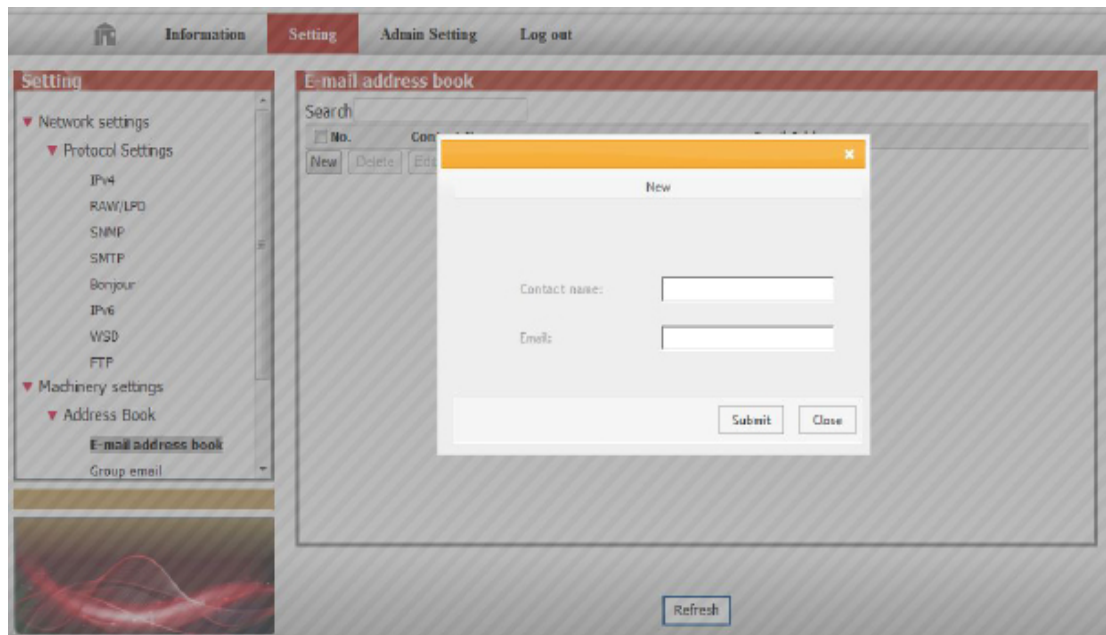 Information Setting Admin Setting Log out
Setting
Network settings
Protocol Settings
IPv4
RAW/LPD
SNMP
SMTP
Bonjour
IPv6
WSD
FTP
Machinery settings
Address Book
E-mail address book
Group email
E-mail address book
Search
No.
New Delete
New
Contact name:
Email:
Submit Close
Refresh